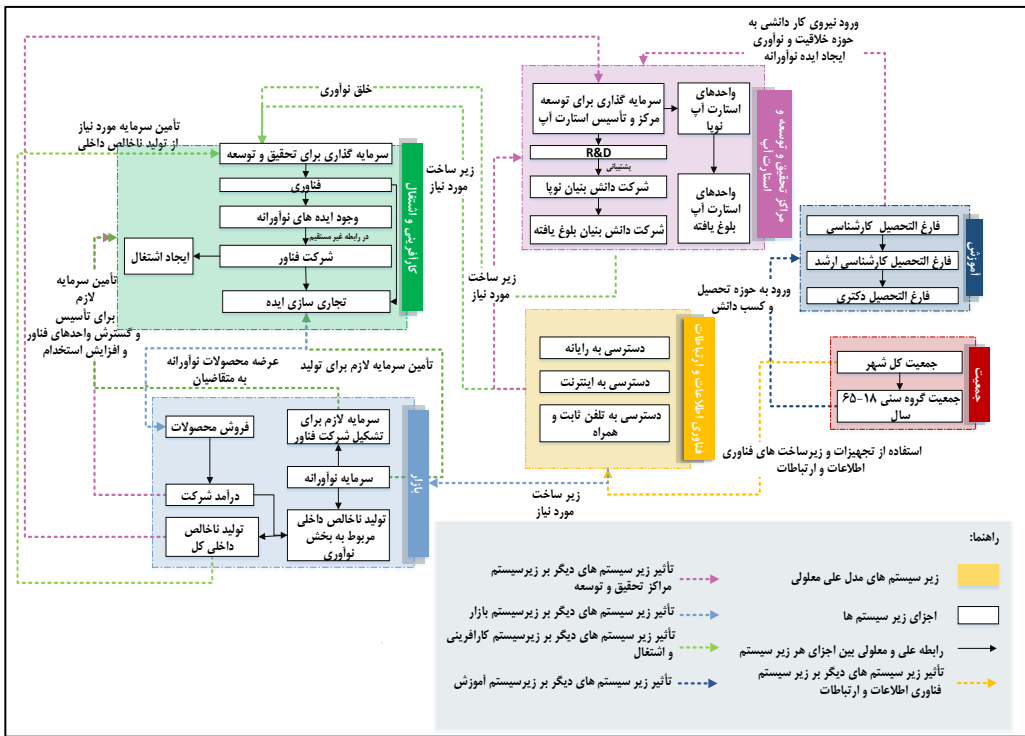 ورود نیروی کار دانشی به
حوزه خلاقیت و نوآوری
ایجاد ایده نوآورانه
خلق نوآوری
تأمین سرمایه مورد نیاز
از تولید ناخالص داخلی
زیر ساخت
مورد نیاز
مراکز تحقیق و توسعه و
استارت آپ
سرمایه گذاری برای توسعه
مرکز و تأسیس استارت آپ
R&D
پشتیبانی
شرکت دانش بنیان نوپا
شرکت دانش بنیان بلوغ یافته
واحدهای
استارت آپ
نوپا
واحدهای
استارت آپ
بلوغ یافته
کارآفرینی و اشتغال
سرمایه گذاری برای تحقیق و توسعه
فناوری
وجود ایده های نوآورانه
در رابطه غیر مستقیم
شرکت فناور
تجاری سازی ایده
ایجاد اشتغال
آموزش
فارغ التحصیل کارشناسی
فارغ التحصیل کارشناسی ارشد
فارغ التحصیل دکتری
زیر ساخت
مورد نیاز
ورود به حوزه تحصیل
و کسب دانش
تأمین سرمایه
لازم
برای تأسیس
و گسترش واحدهای فناور
و افزایش استخدام
عرضه محصولات نوآورانه
به متقاضیان
تأمین سرمایه لازم برای تولید
فناوری اطلاعات و ارتباطات
دسترسی به رایانه
دسترسی به اینترنت
دسترسی به تلفن ثابت و
همراه
جمعیت
جمعیت کل شهر
جمعیت گروه سنی ۱۸-۶۵
سال
استفاده از تجهیزات و زیرساخت های فناوری
اطلاعات و ارتباطات
بازار
فروش محصولات
درآمد شرکت
تولید ناخالص
داخلی کل
سرمایه لازم برای
تشکیل شرکت فناور
سرمایه نوآورانه
تولید ناخالص داخلی
مربوط به بخش
نوآوری
زیر ساخت
مورد نیاز
راهنما:
زیر سیستم های مدل علی معلولی
اجزای زیر سیستم ها
رابطه علی و معلولی بین اجزای هر زیر سیستم
تأثیر زیر سیستم های دیگر بر زیر سیستم
فناوری اطلاعات و ارتباطات
تأثیر زیر سیستم های دیگر بر زیرسیستم
مراکز تحقیق و توسعه
تأثیر زیر سیستم های دیگر بر زیرسیستم بازار
تأثیر زیر سیستم های دیگر بر زیرسیستم کارافرینی
و اشتغال
تأثیر زیر سیستم های دیگر بر زیرسیستم آموزش